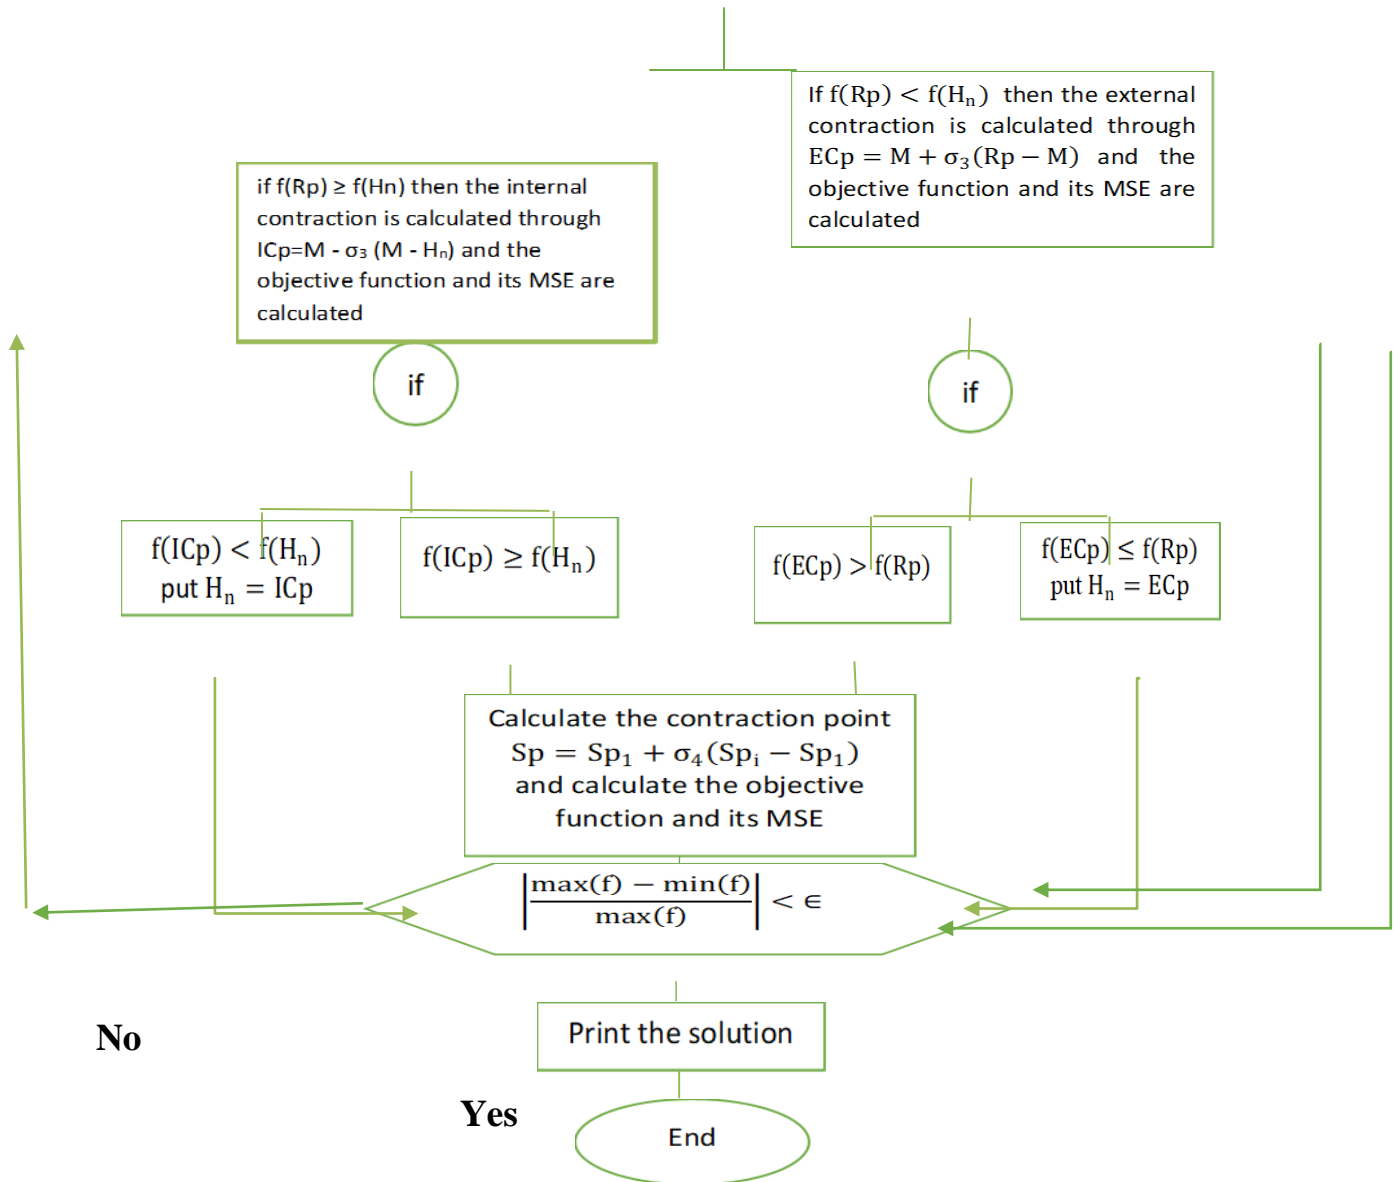 If f(Rp) < f(Hₙ) then the external
contraction is calculated through
ECp = M + σ₃(Rp − M) and the
objective function and its MSE are
calculated
if f(Rp) ≥ f(Hn) then the internal
contraction is calculated through
ICp=M - σ₃ (M - Hₙ) and the
objective function and its MSE are
calculated
if
if
f(ICp) < f(Hₙ)
put Hₙ = ICp
f(ICp) ≥ f(Hₙ)
f(ECp) > f(Rp)
f(ECp) ≤ f(Rp)
put Hₙ = ECp
Calculate the contraction point
Sp = Sp₁ + σ₄(Spᵢ − Sp₁)
and calculate the objective
function and its MSE
|max(f) − min(f)
max(f)| < ∈
Print the solution
No
Yes
End